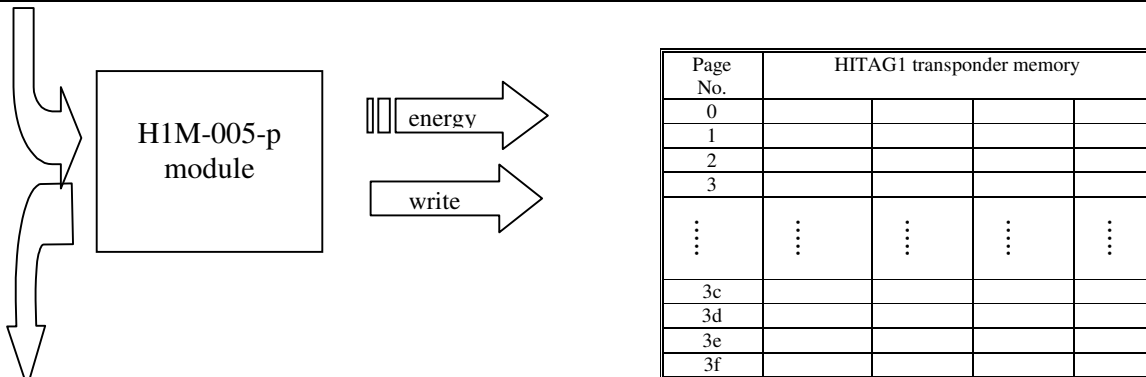 H1M-005-p
module
energy
write
Page
No.
HITAG1 transponder memory
0
1
2
3
3c
3d
3e
3f